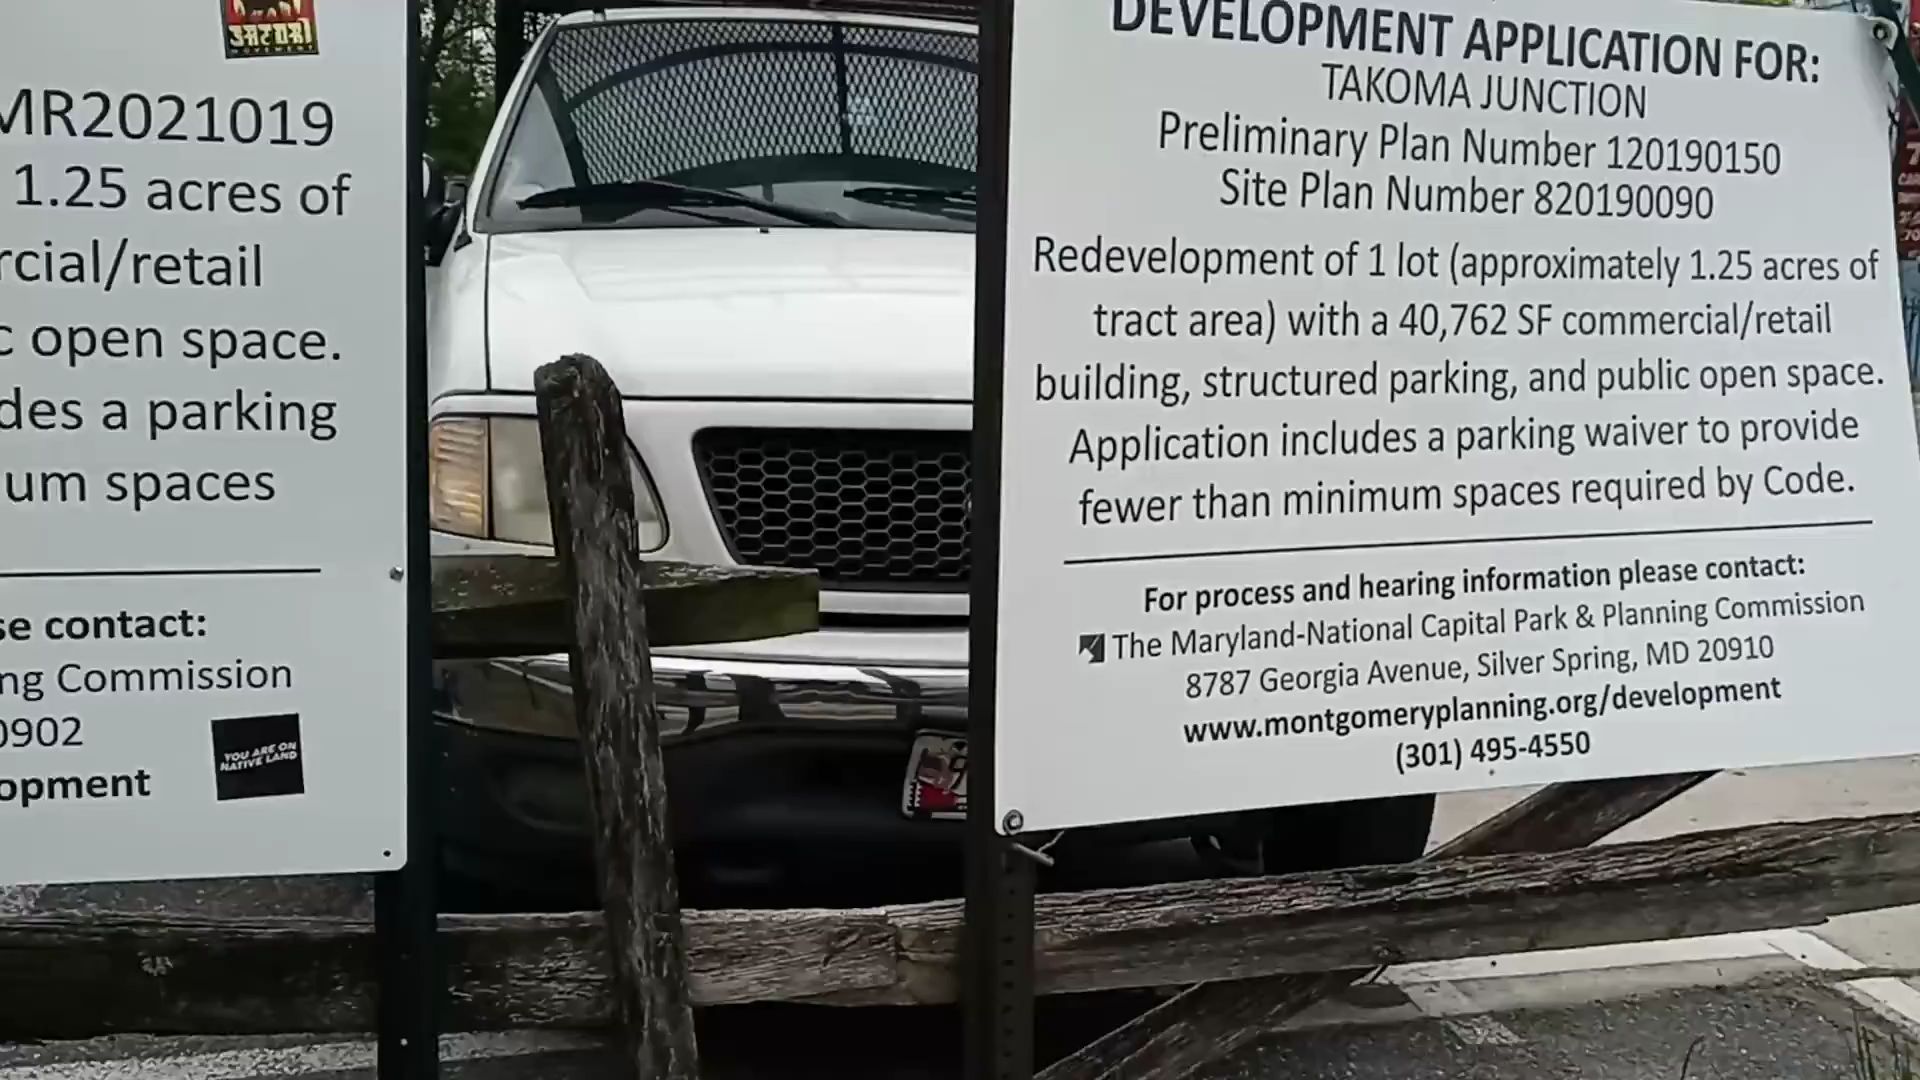 MR2021019
1.25 acres of
rcial/retail
c open space.
des a parking
um spaces
se contact:
ng Commission
0902
opment
YOU ARE ON
NATIVE LAND
DEVELOPMENT APPLICATION FOR:
TAKOMA JUNCTION
Preliminary Plan Number 120190150
Site Plan Number 820190090
Redevelopment of 1 lot (approximately 1.25 acres of
tract area) with a 40,762 SF commercial/retail
building, structured parking, and public open space.
Application includes a parking waiver to provide
fewer than minimum spaces required by Code.
For process and hearing information please contact:
The Maryland-National Capital Park & Planning Commission
8787 Georgia Avenue, Silver Spring, MD 20910
www.montgomeryplanning.org/development
(301) 495-4550